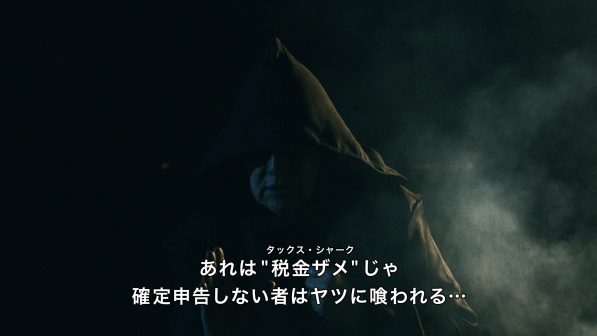 タックス・シャーク
あれは"税金ザメ"じゃ
確定申告しない者はヤツに喰われる…